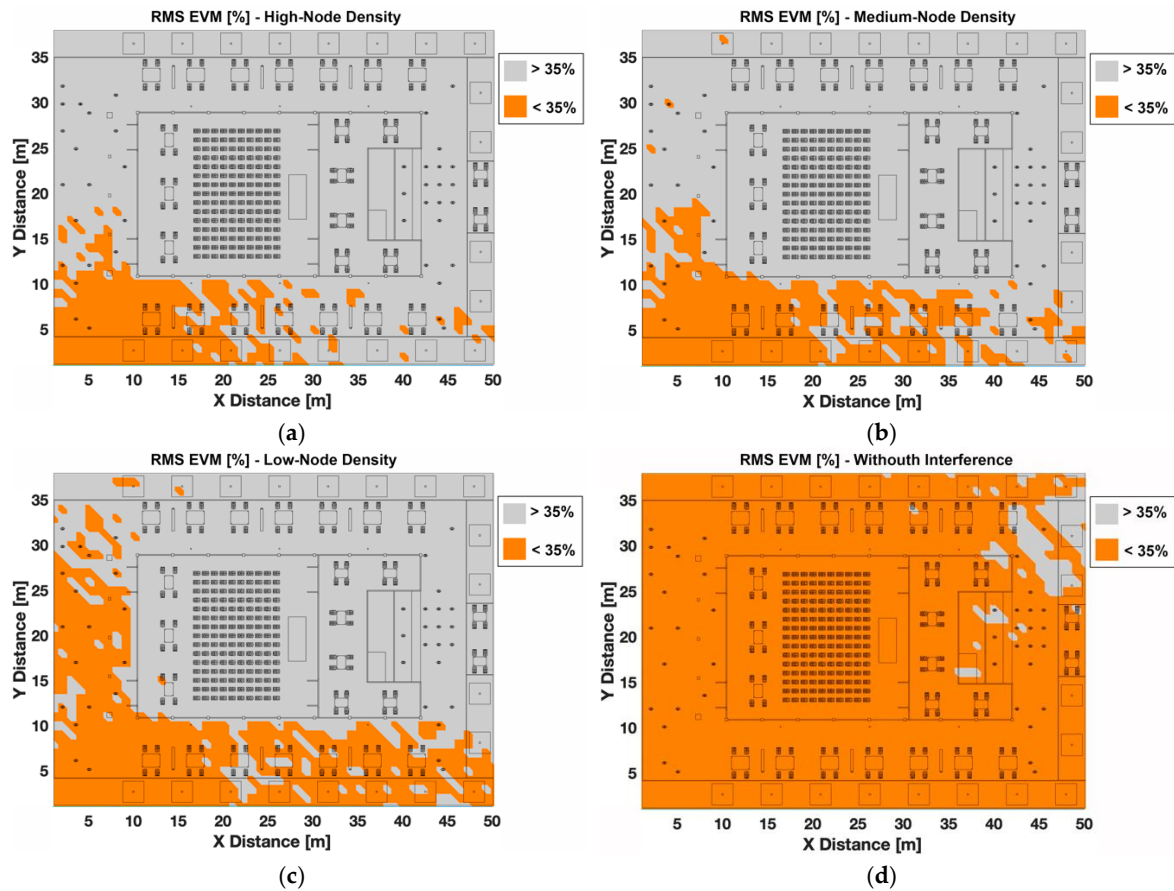 RMS EVM [%] - High-Node Density
> 35%
< 35%
35
30
25
20
15
10
5
Y Distance [m]
5 10 15 20 25 30 35 40 45 50
X Distance [m]
(a)
RMS EVM [%] - Medium-Node Density
> 35%
< 35%
35
30
25
20
15
10
5
Y Distance [m]
5 10 15 20 25 30 35 40 45 50
X Distance [m]
(b)
RMS EVM [%] - Low-Node Density
> 35%
< 35%
35
30
25
20
15
10
5
Y Distance [m]
5 10 15 20 25 30 35 40 45 50
X Distance [m]
(c)
RMS EVM [%] - Withouth Interference
> 35%
< 35%
35
30
25
20
15
10
5
Y Distance [m]
5 10 15 20 25 30 35 40 45 50
X Distance [m]
(d)